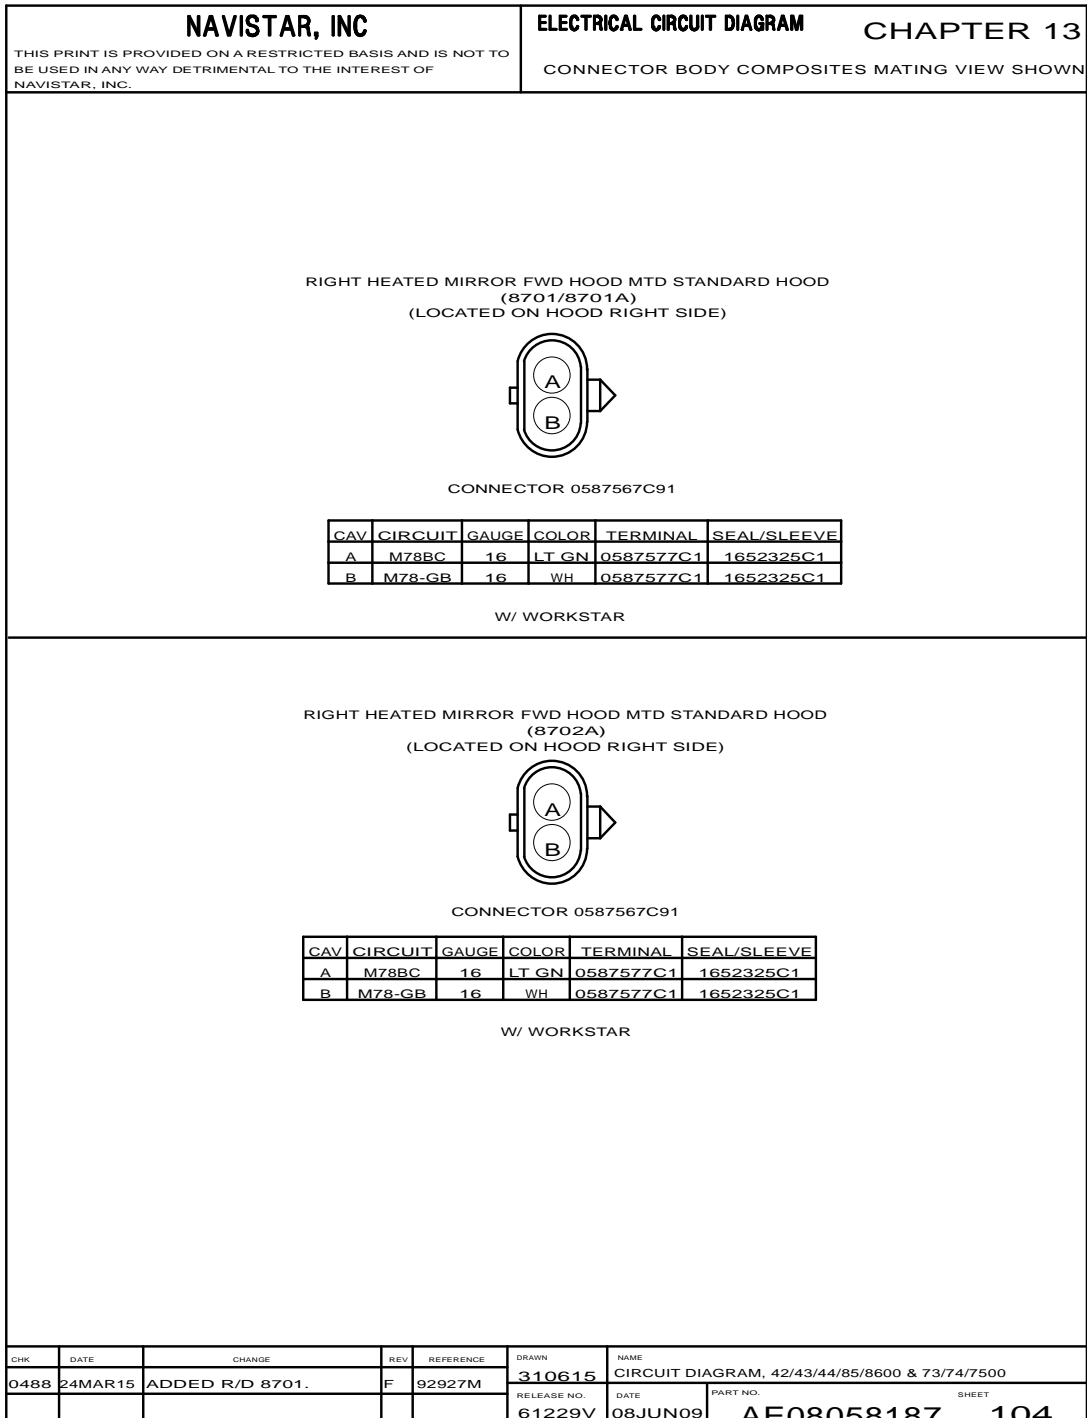 NAVISTAR, INC
THIS PRINT IS PROVIDED ON A RESTRICTED BASIS AND IS NOT TO
BE USED IN ANY WAY DETRIMENTAL TO THE INTEREST OF
NAVISTAR, INC.
ELECTRICAL CIRCUIT DIAGRAM CHAPTER 13
CONNECTOR BODY COMPOSITES MATING VIEW SHOWN
RIGHT HEATED MIRROR FWD HOOD MTD STANDARD HOOD
(8701/8701A)
(LOCATED ON HOOD RIGHT SIDE)
A
B
CONNECTOR 0587567C91
CAV CIRCUIT GAUGE COLOR TERMINAL SEAL/SLEEVE
A M78BC 16 LT GN 0587577C1 1652325C1
B M78-GB 16 WH 0587577C1 1652325C1
W/ WORKSTAR
RIGHT HEATED MIRROR FWD HOOD MTD STANDARD HOOD
(8702A)
(LOCATED ON HOOD RIGHT SIDE)
A
B
CONNECTOR 0587567C91
CAV CIRCUIT GAUGE COLOR TERMINAL SEAL/SLEEVE
A M78BC 16 LT GN 0587577C1 1652325C1
B M78-GB 16 WH 0587577C1 1652325C1
W/ WORKSTAR
CHK DATE CHANGE REV REFERENCE
0488 24MAR15 ADDED R/D 8701. F 92927M
DRAWN NAME
310615 CIRCUIT DIAGRAM, 42/43/44/85/8600 & 73/74/7500
RELEASE NO. DATE PART NO. SHEET
61229V 08JUN09 AE08058187 104